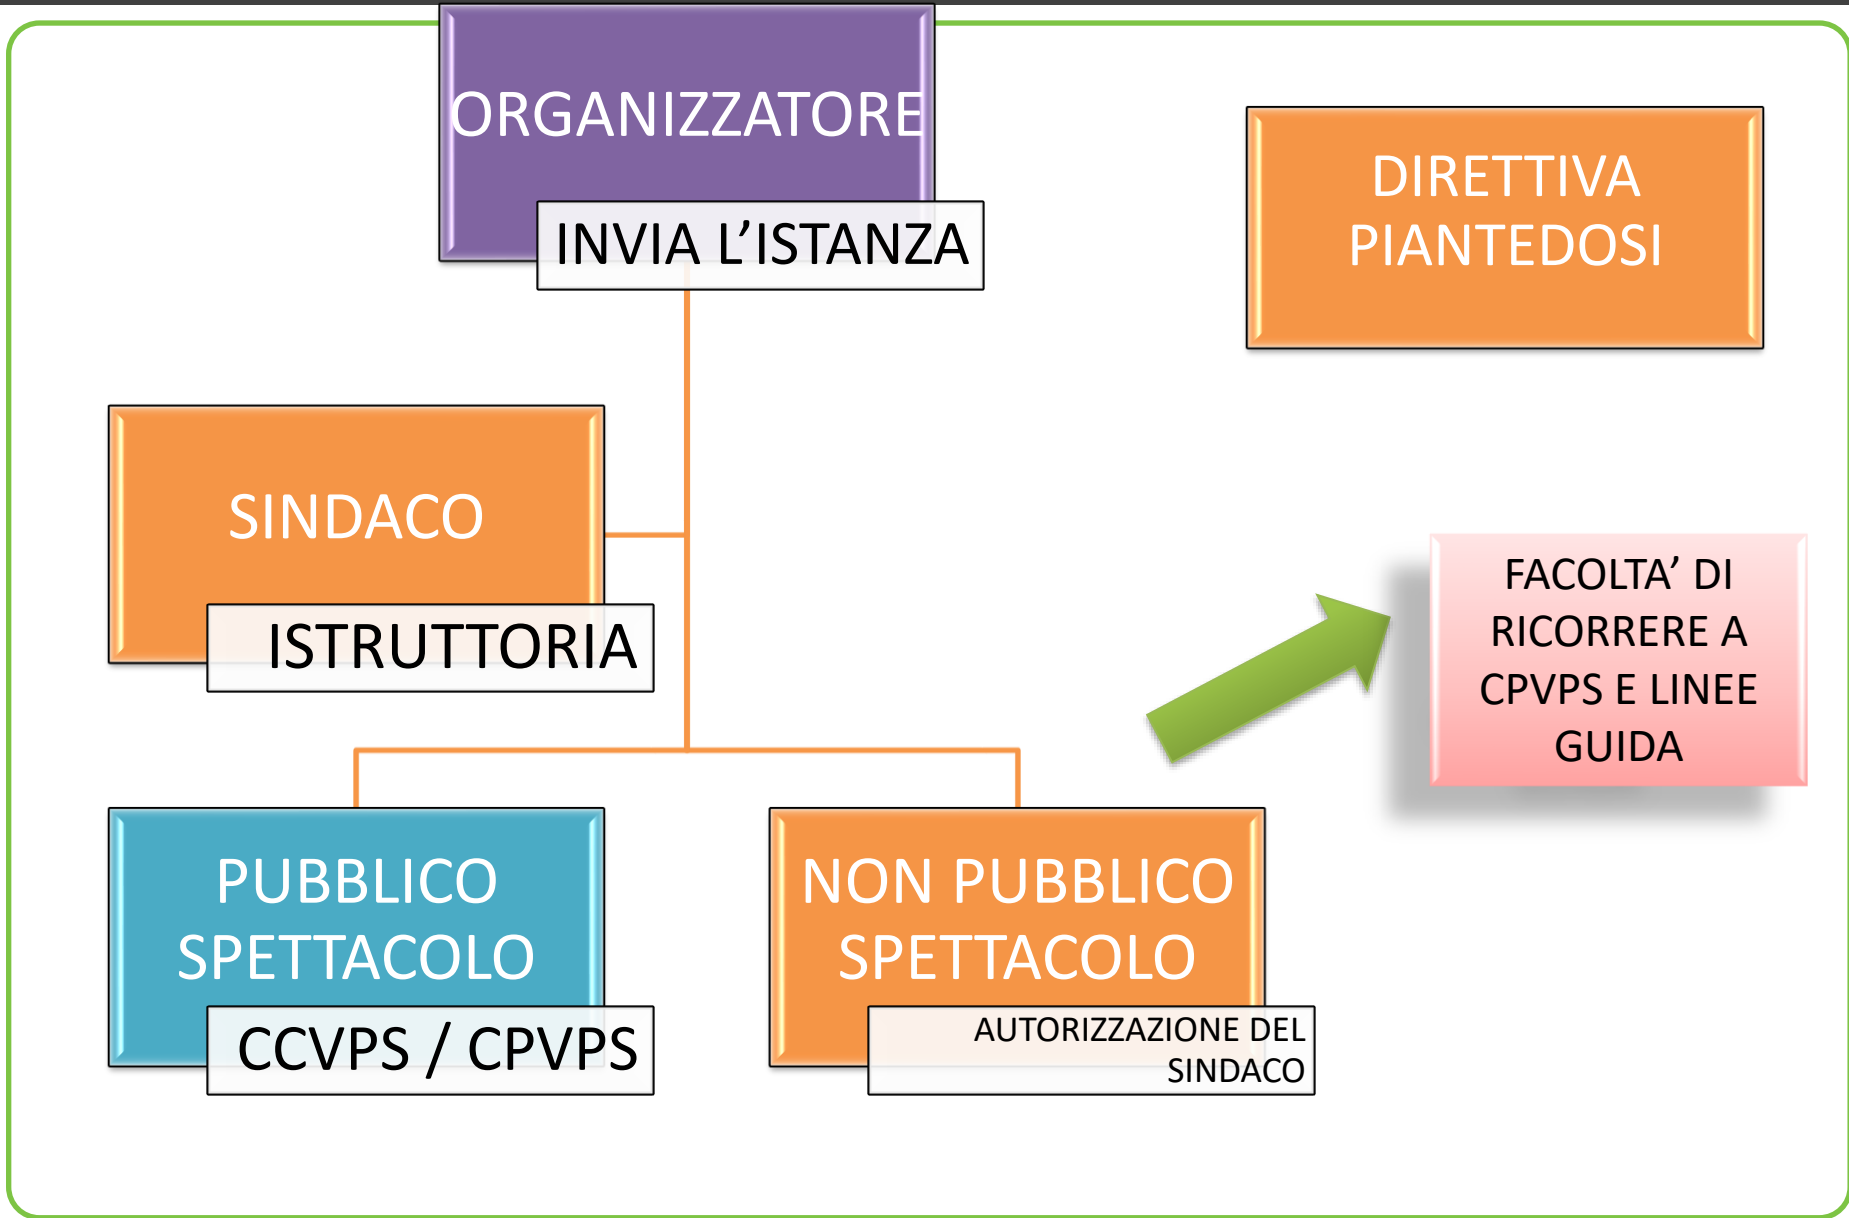 ORGANIZZATORE
INVIA L’ISTANZA
DIRETTIVA
PIANTEDOSI
SINDACO
ISTRUTTORIA
FACOLTA’ DI
RICORRERE A
CPVPS E LINEE
GUIDA
PUBBLICO
SPETTACOLO
CCVPS / CPVPS
NON PUBBLICO
SPETTACOLO
AUTORIZZAZIONE DEL
SINDACO